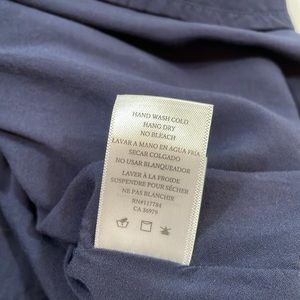 HAND WASH COLD
HANG DRY
NO BLEACH
LAVAR A MANO EN AGUA FRÍA
SECAR COLGADO
NO USAR BLANQUEADOR
LAVER À LA FROIDE
SUSPENDRE POUR SÉCHER
NE PAS BLANCHIR
RN#117784
CA 36979